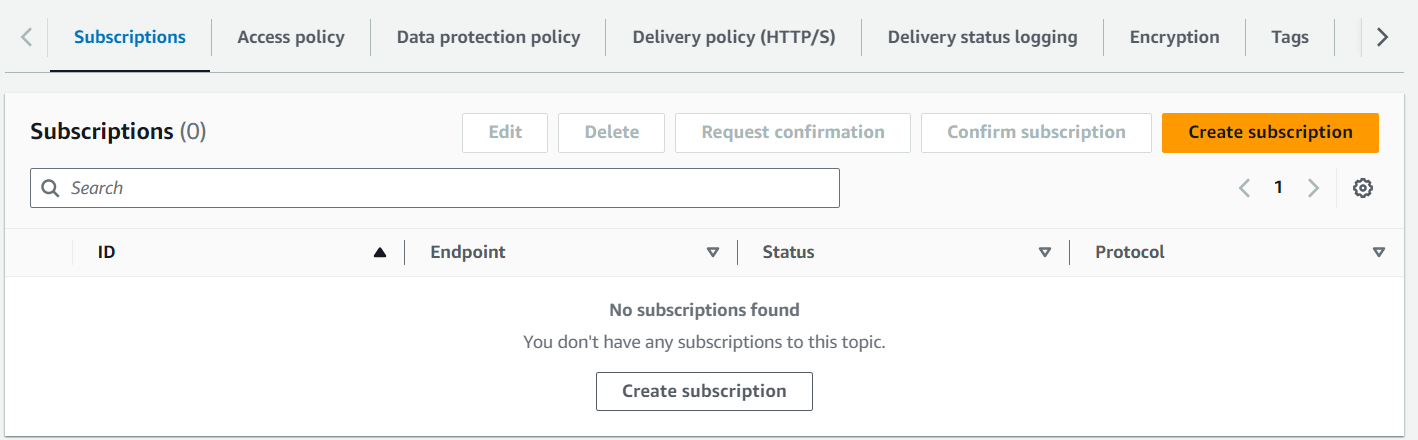 Subscriptions Access policy Data protection policy Delivery policy (HTTP/S) Delivery status logging Encryption Tags
Subscriptions (0) Edit Delete Request confirmation Confirm subscription Create subscription
Search 1
ID Endpoint Status Protocol
No subscriptions found
You don't have any subscriptions to this topic.
Create subscription